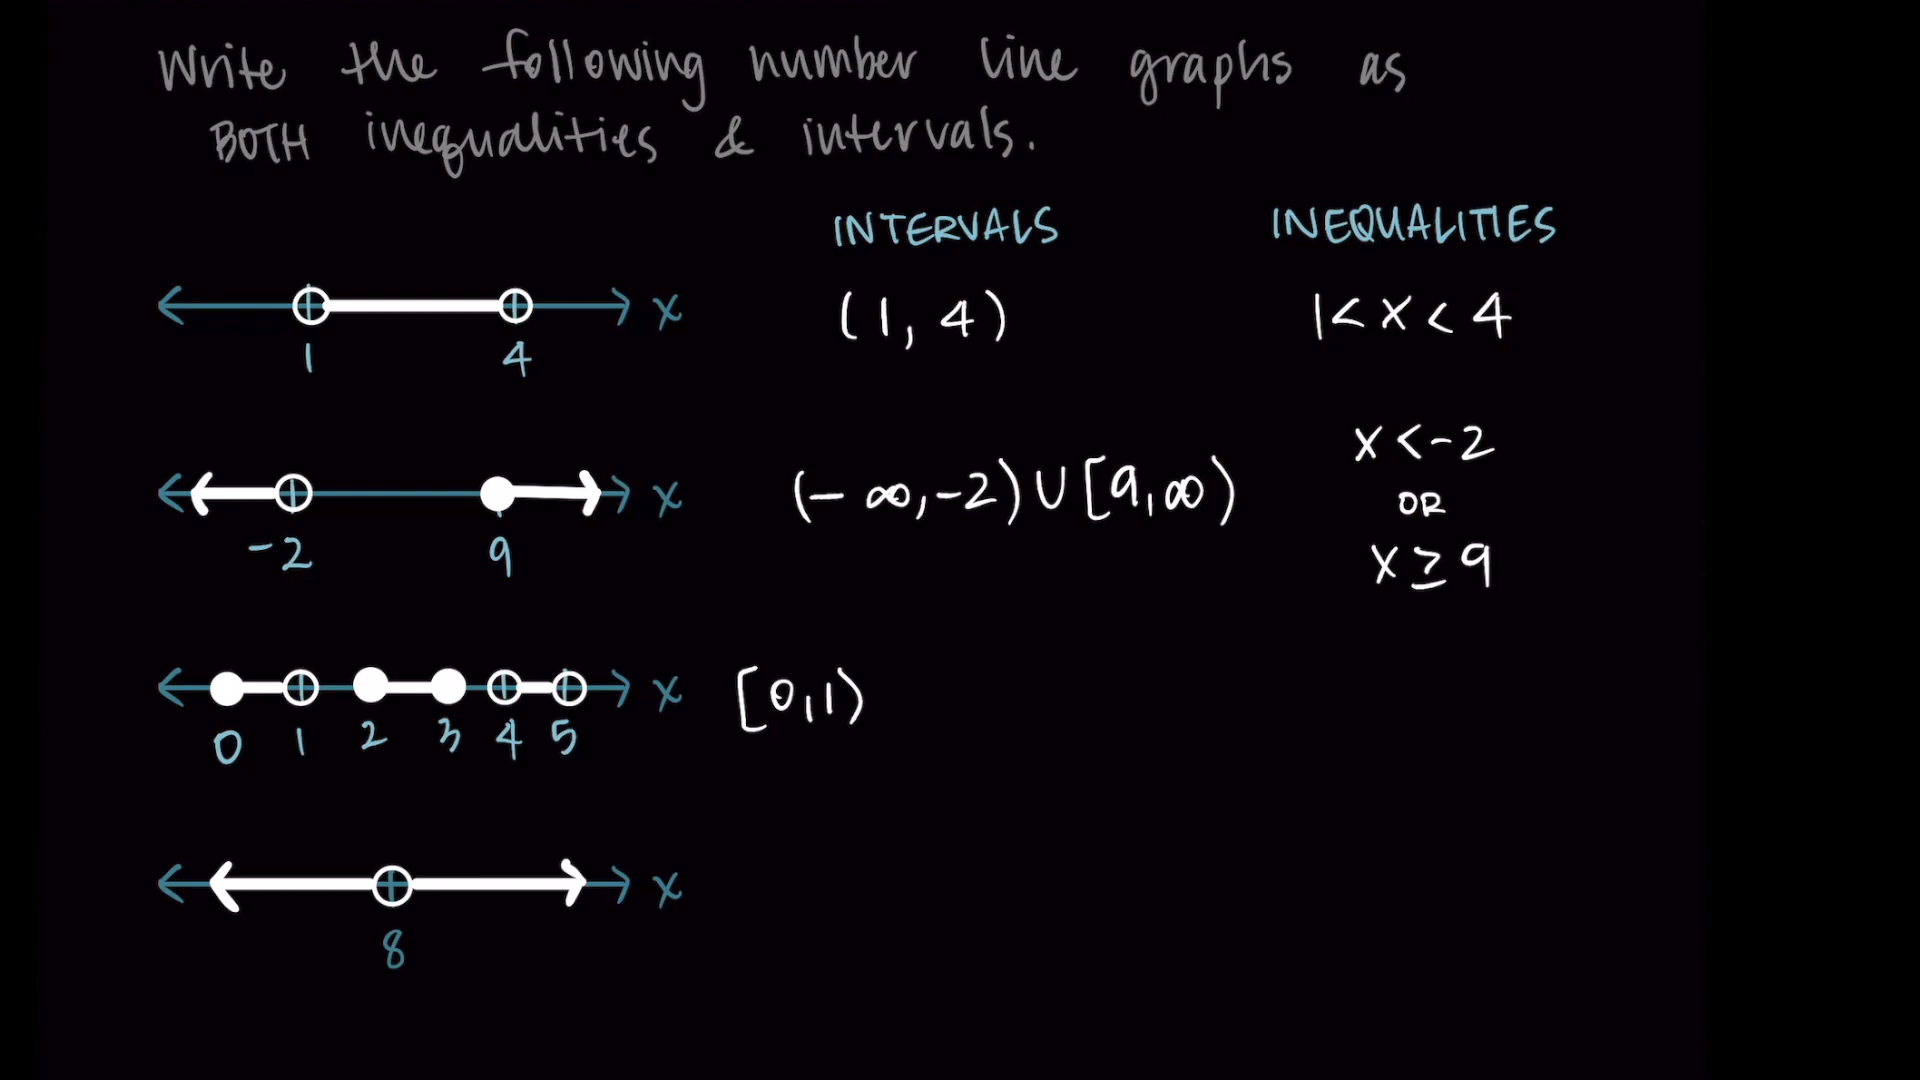 Write the following number line graphs as
BOTH inequalities & intervals.
INTERVALS INEQUALITIES
x (1, 4) 1 < x < 4
1 4
x < -2
x (-∞, -2) ∪ [9, ∞) OR
-2 9 x ≥ 9
x [0, 1)
0 1 2 3 4 5
x
8